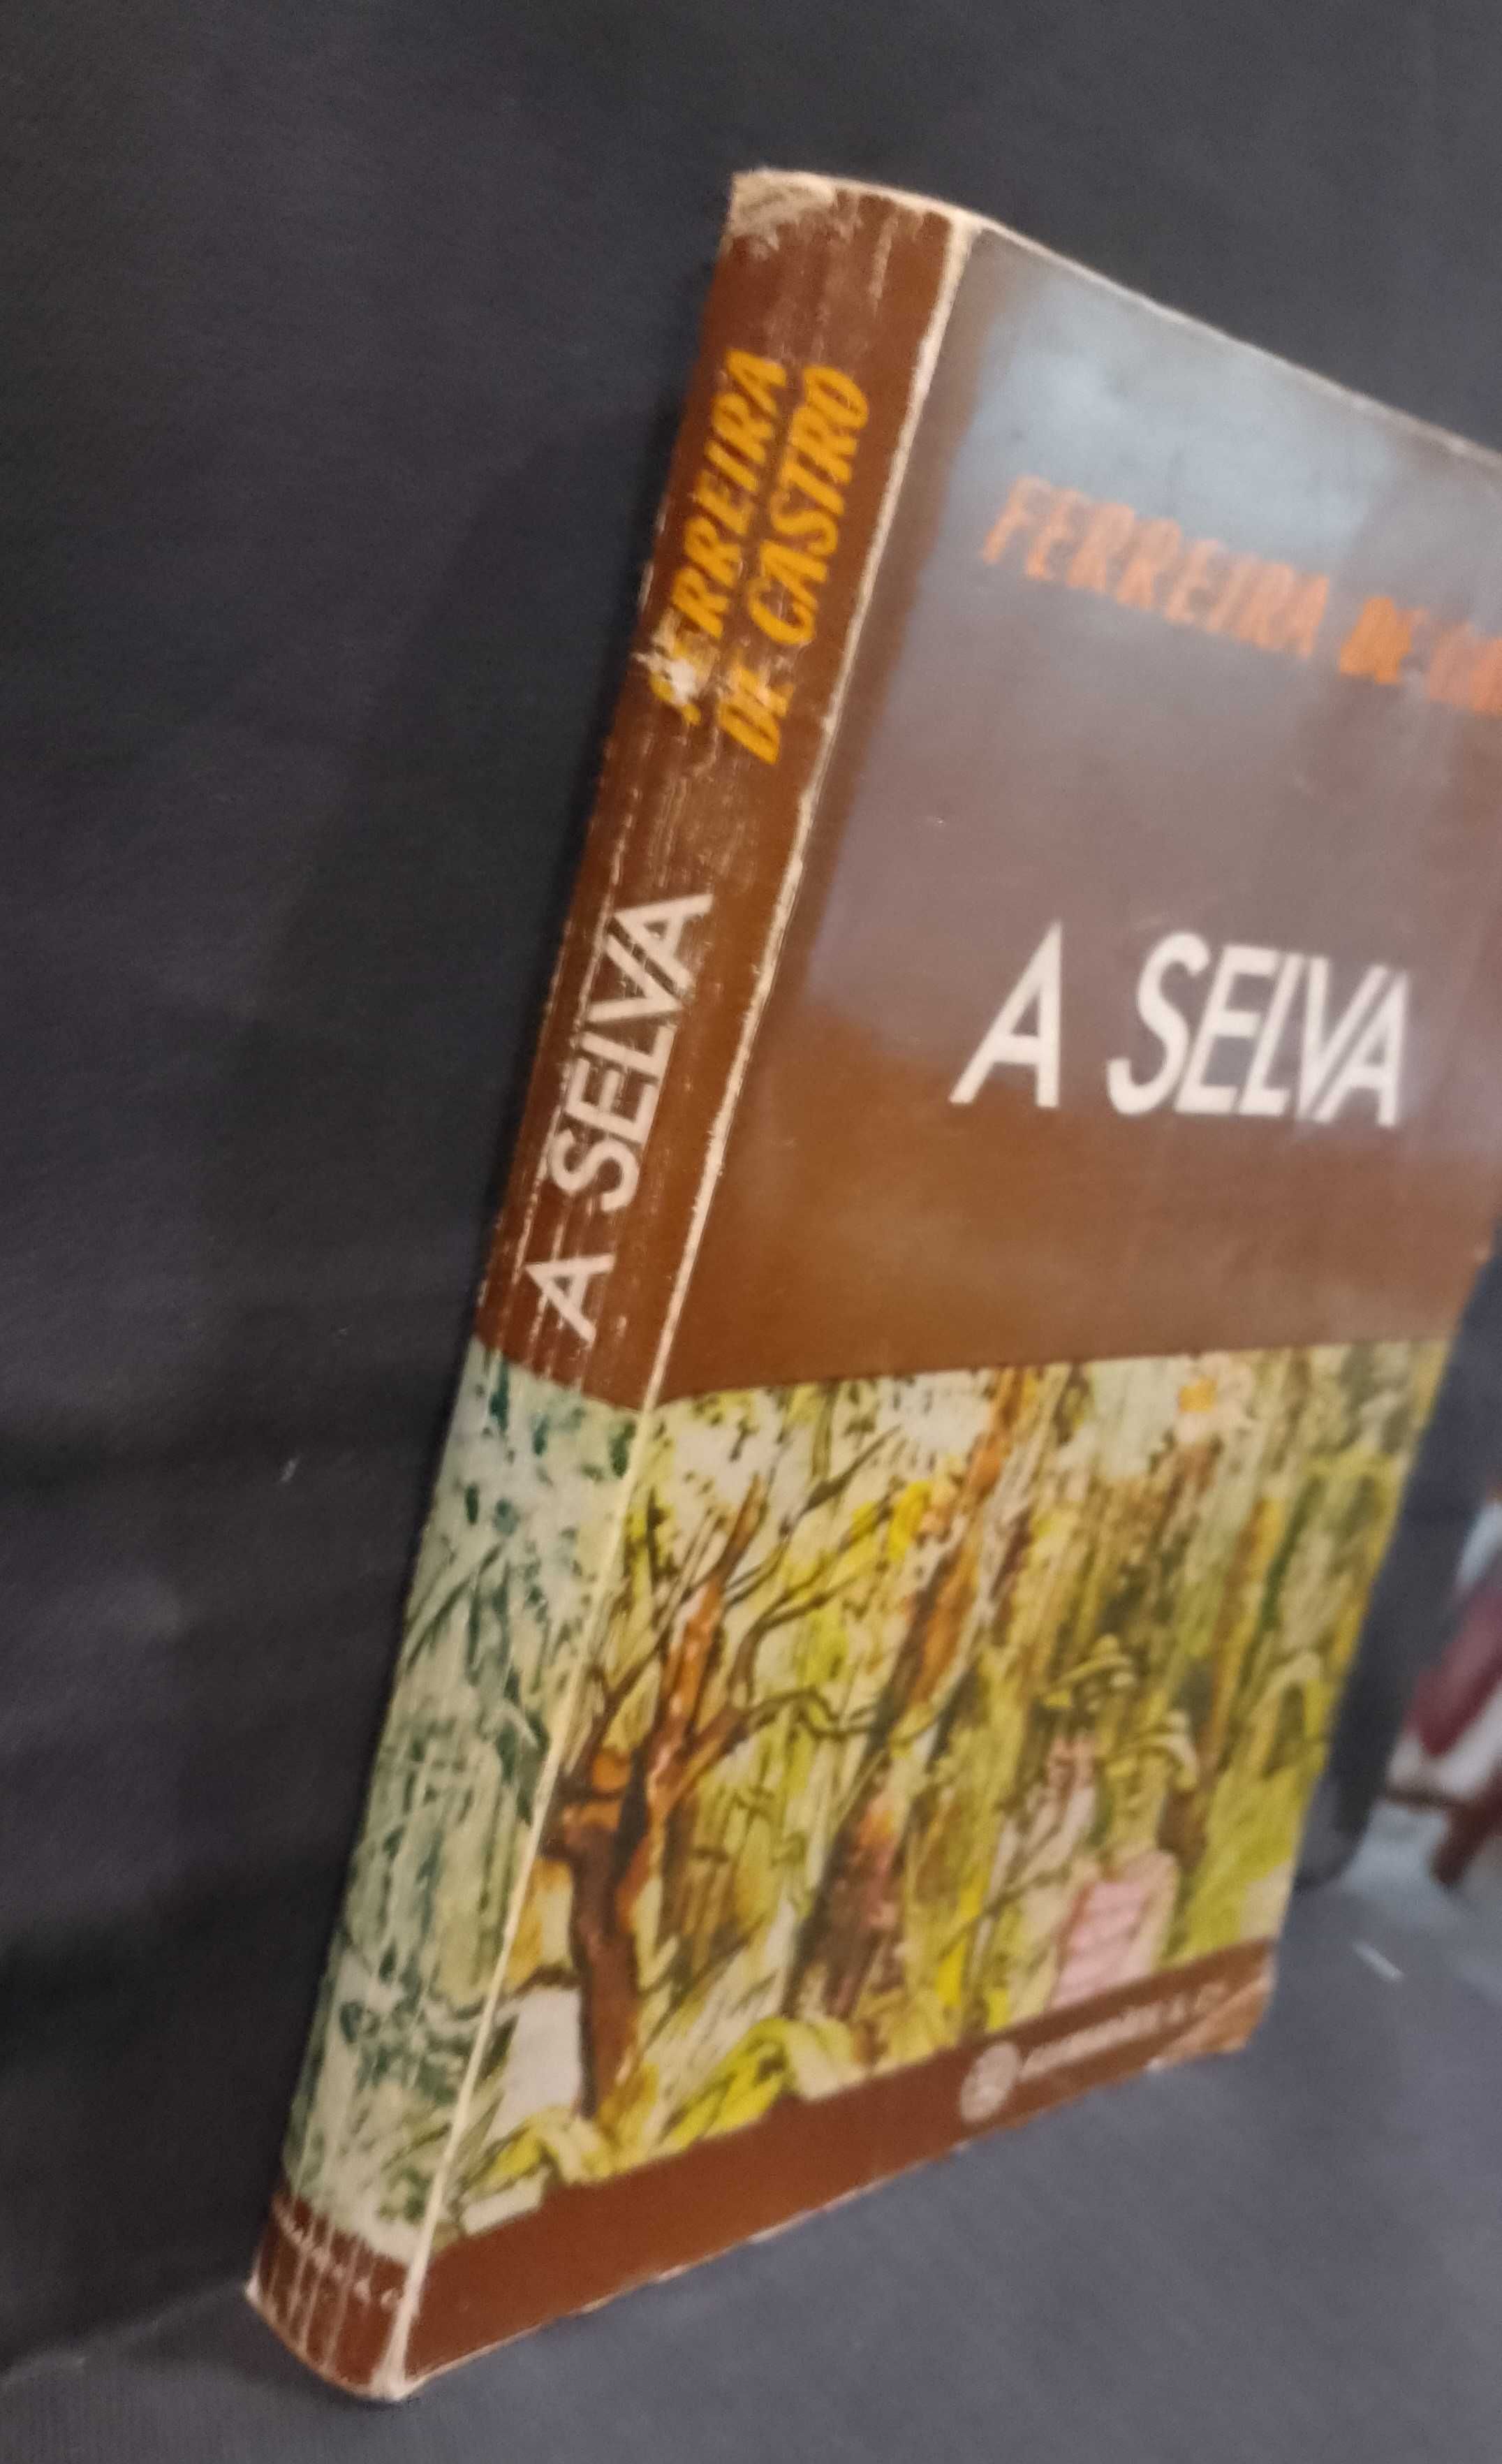 FERREIRA
DE CASTRO
A SELVA
FERREIRA DE
A SELVA